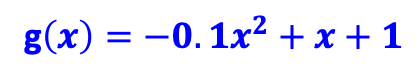 g(x) = −0.1x² + x + 1